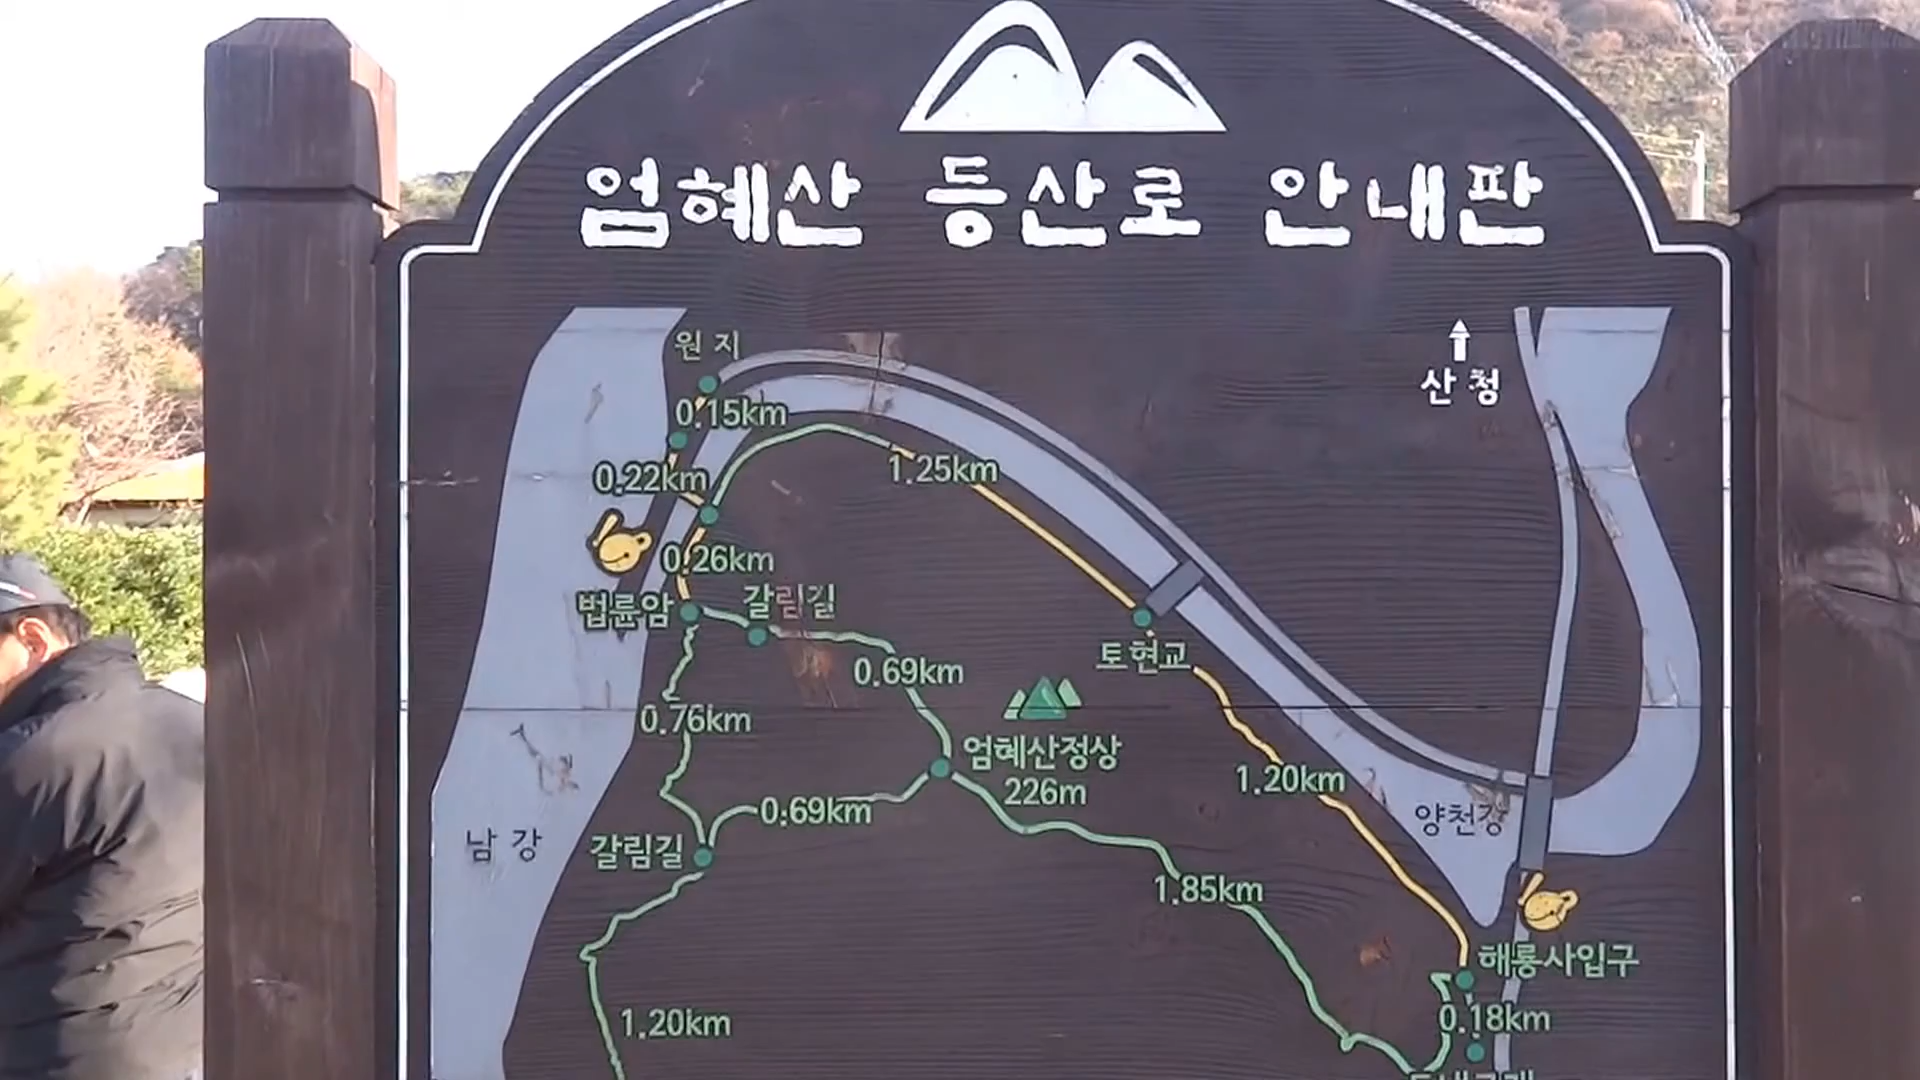 엄혜산 등산로 안내판
원 지
산 청
0.15km
1.25km
0.22km
0.26km
법륜암
갈림길
토현교
0.69km
0.76km
엄혜산정상
226m
1.20km
0.69km
양천강
남 강
갈림길
1.85km
해룡사입구
0.18km
1.20km